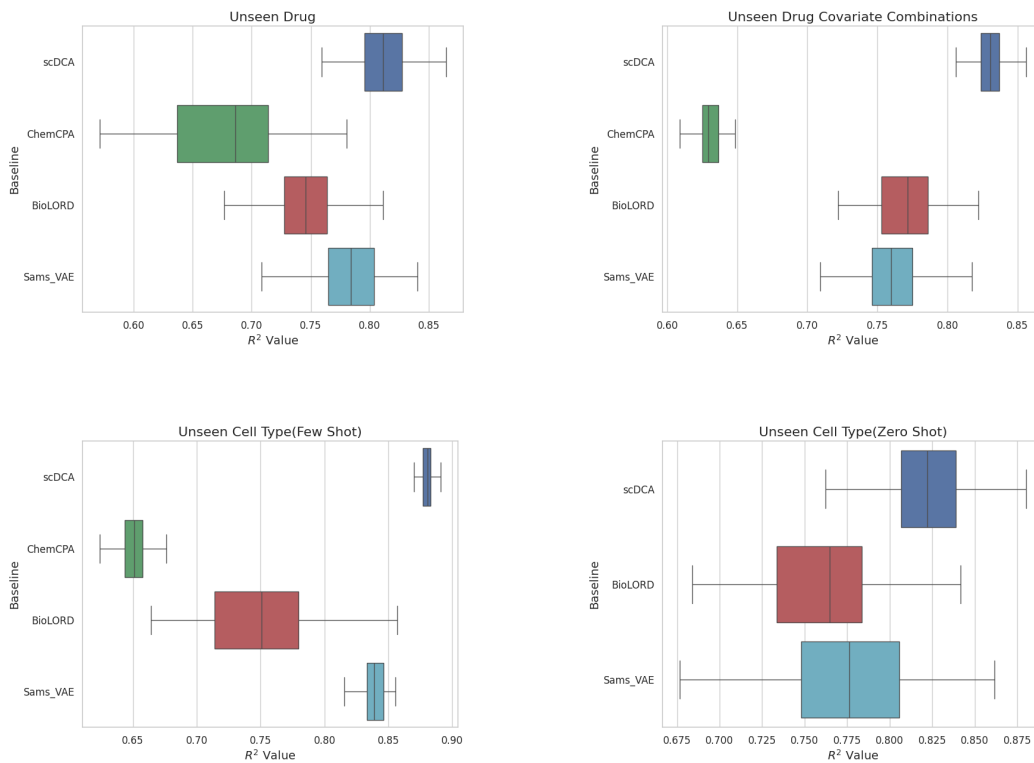 Unseen Drug
scDCA
ChemCPA
BioLORD
Sams_VAE
Baseline
0.60 0.65 0.70 0.75 0.80 0.85
R² Value
Unseen Drug Covariate Combinations
scDCA
ChemCPA
BioLORD
Sams_VAE
Baseline
0.60 0.65 0.70 0.75 0.80 0.85
R² Value
Unseen Cell Type(Few Shot)
scDCA
ChemCPA
BioLORD
Sams_VAE
Baseline
0.65 0.70 0.75 0.80 0.85 0.90
R² Value
Unseen Cell Type(Zero Shot)
scDCA
BioLORD
Sams_VAE
Baseline
0.675 0.700 0.725 0.750 0.775 0.800 0.825 0.850 0.875
R² Value